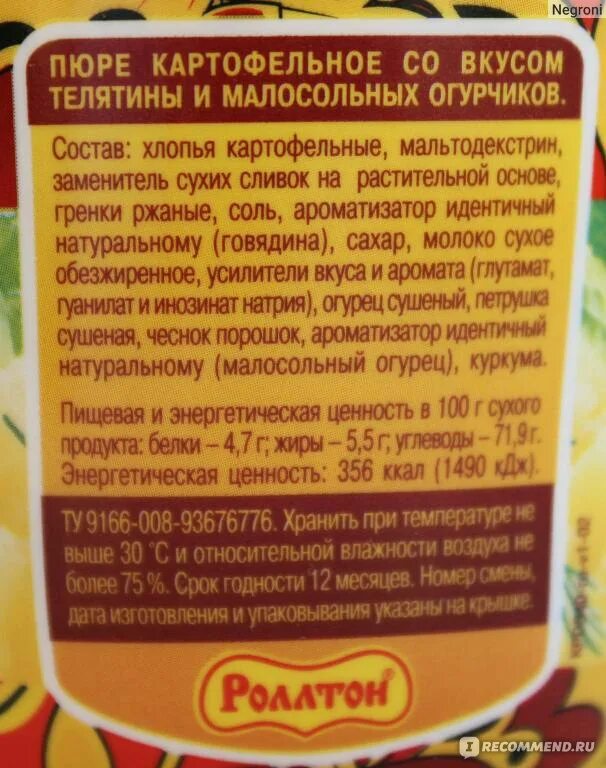 Negroni
ПЮРЕ КАРТОФЕЛЬНОЕ СО ВКУСОМ
ТЕЛЯТИНЫ И МАЛОСОЛЬНЫХ ОГУРЧИКОВ.
Состав: хлопья картофельные, мальтодекстрин,
заменитель сухих сливок на растительной основе,
гренки ржаные, соль, ароматизатор идентичный
натуральному (говядина), сахар, молоко сухое
обезжиренное, усилители вкуса и аромата (глутамат,
гуанилат и инозинат натрия), огурец сушеный, петрушка
сушеная, чеснок порошок, ароматизатор идентичный
натуральному (малосольный огурец), куркума.
Пищевая и энергетическая ценность в 100 г сухого
продукта: белки – 4,7 г; жиры – 5,5 г; углеводы – 71,9 г.
Энергетическая ценность: 356 ккал (1490 кДж).
ТУ 9166-008-93676776. Хранить при температуре не
выше 30 °С и относительной влажности воздуха не
более 75%. Срок годности 12 месяцев. Номер смены,
дата изготовления и упаковывания указаны на крышке.
РОЛЛТОН
IRECOMMEND.RU